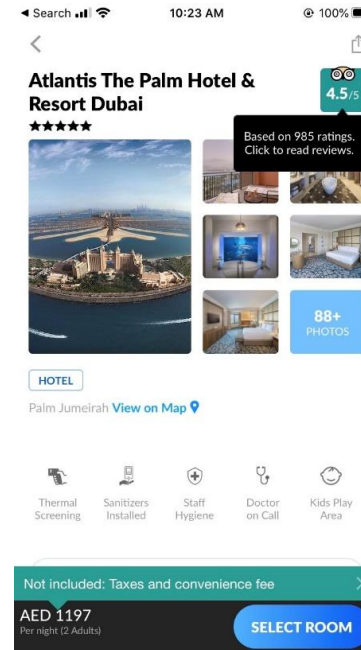 Search
10:23 AM
100%
Atlantis The Palm Hotel &
Resort Dubai
4.5/5
Based on 985 ratings.
Click to read reviews.
88+
PHOTOS
HOTEL
Palm Jumeirah View on Map
Thermal
Screening
Sanitizers
Installed
Staff
Hygiene
Doctor
on Call
Kids Play
Area
Not included: Taxes and convenience fee
AED 1197
Per night (2 Adults)
SELECT ROOM